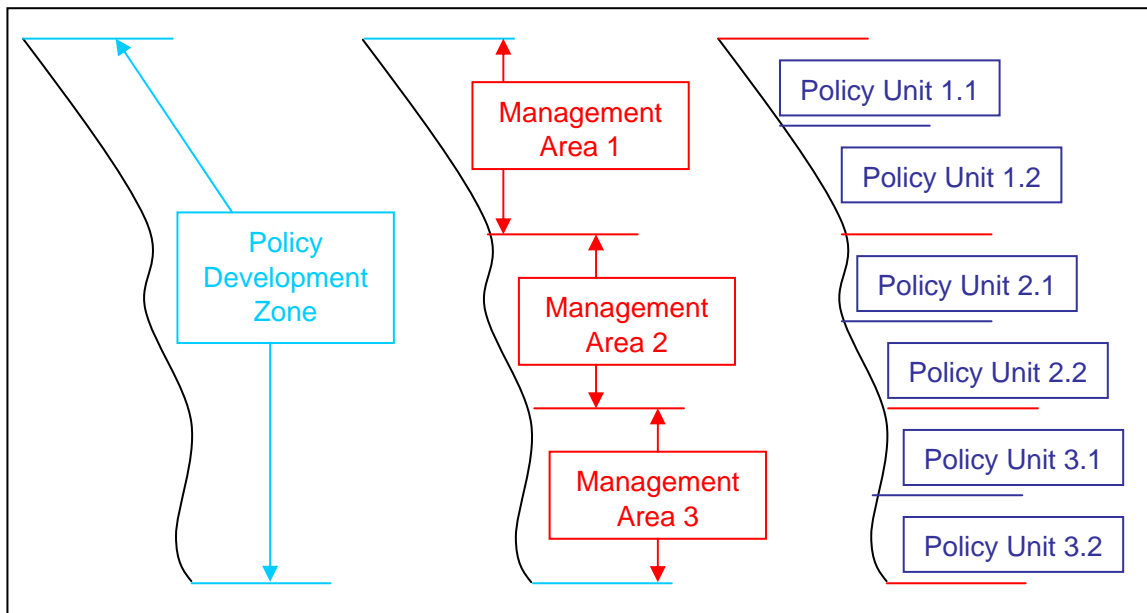 Policy
Development
Zone
Management
Area 1
Management
Area 2
Management
Area 3
Policy Unit 1.1
Policy Unit 1.2
Policy Unit 2.1
Policy Unit 2.2
Policy Unit 3.1
Policy Unit 3.2